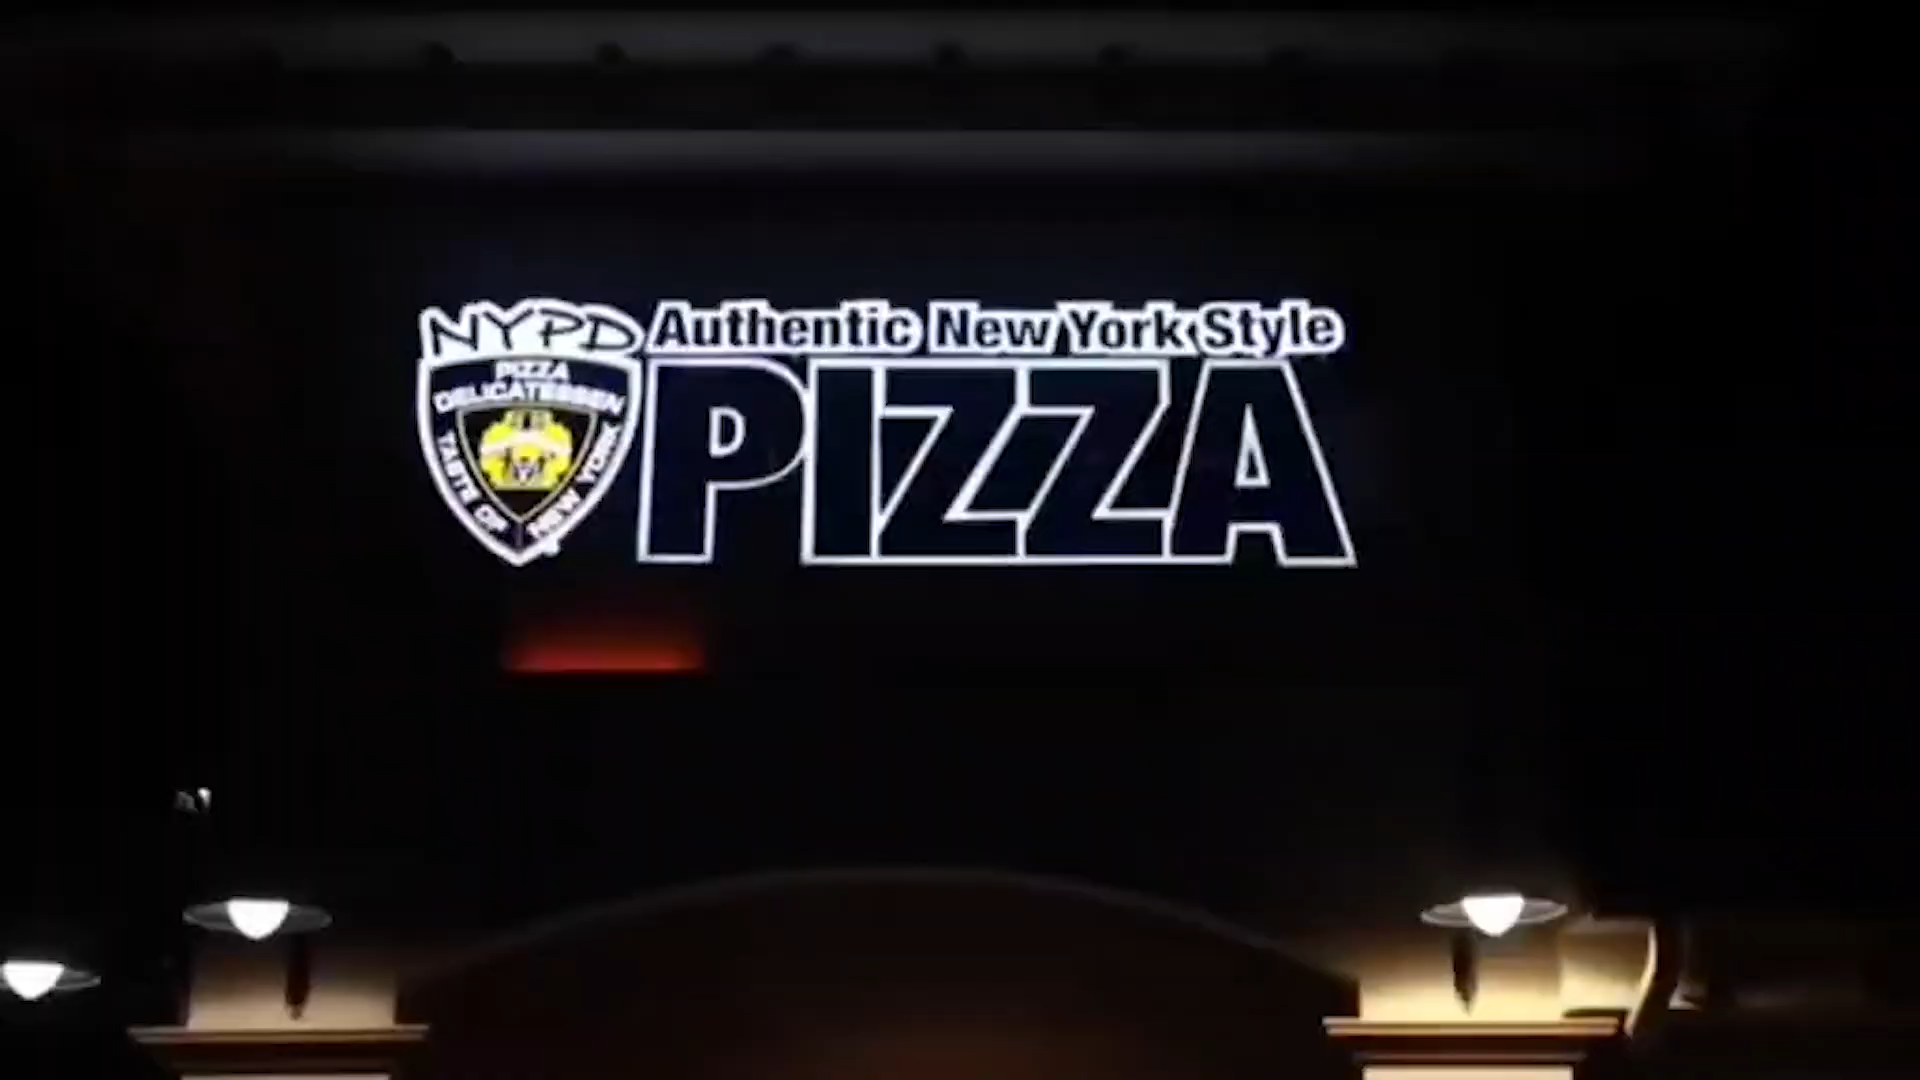 NYPD
PIZZA
DELICATESSEN
TASTE OF
NEW YORK
Authentic New York Style
PIZZA